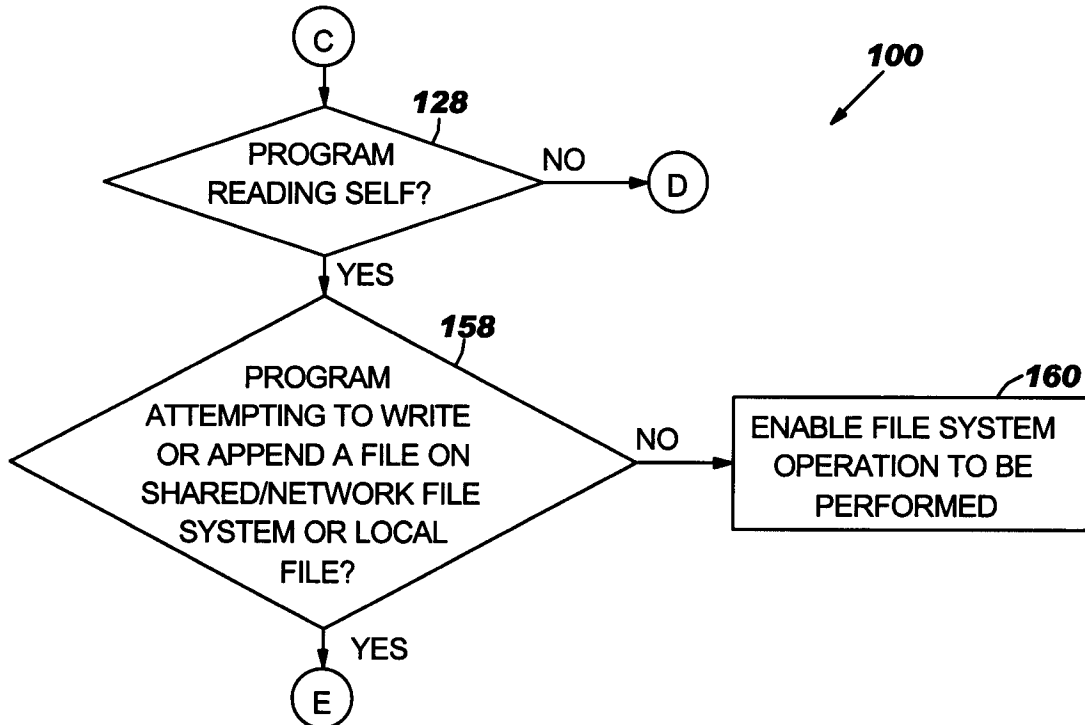 C
100
128
PROGRAM
READING SELF?
NO
D
YES
158
PROGRAM
ATTEMPTING TO WRITE
OR APPEND A FILE ON
SHARED/NETWORK FILE
SYSTEM OR LOCAL
FILE?
NO
160
ENABLE FILE SYSTEM
OPERATION TO BE
PERFORMED
YES
E